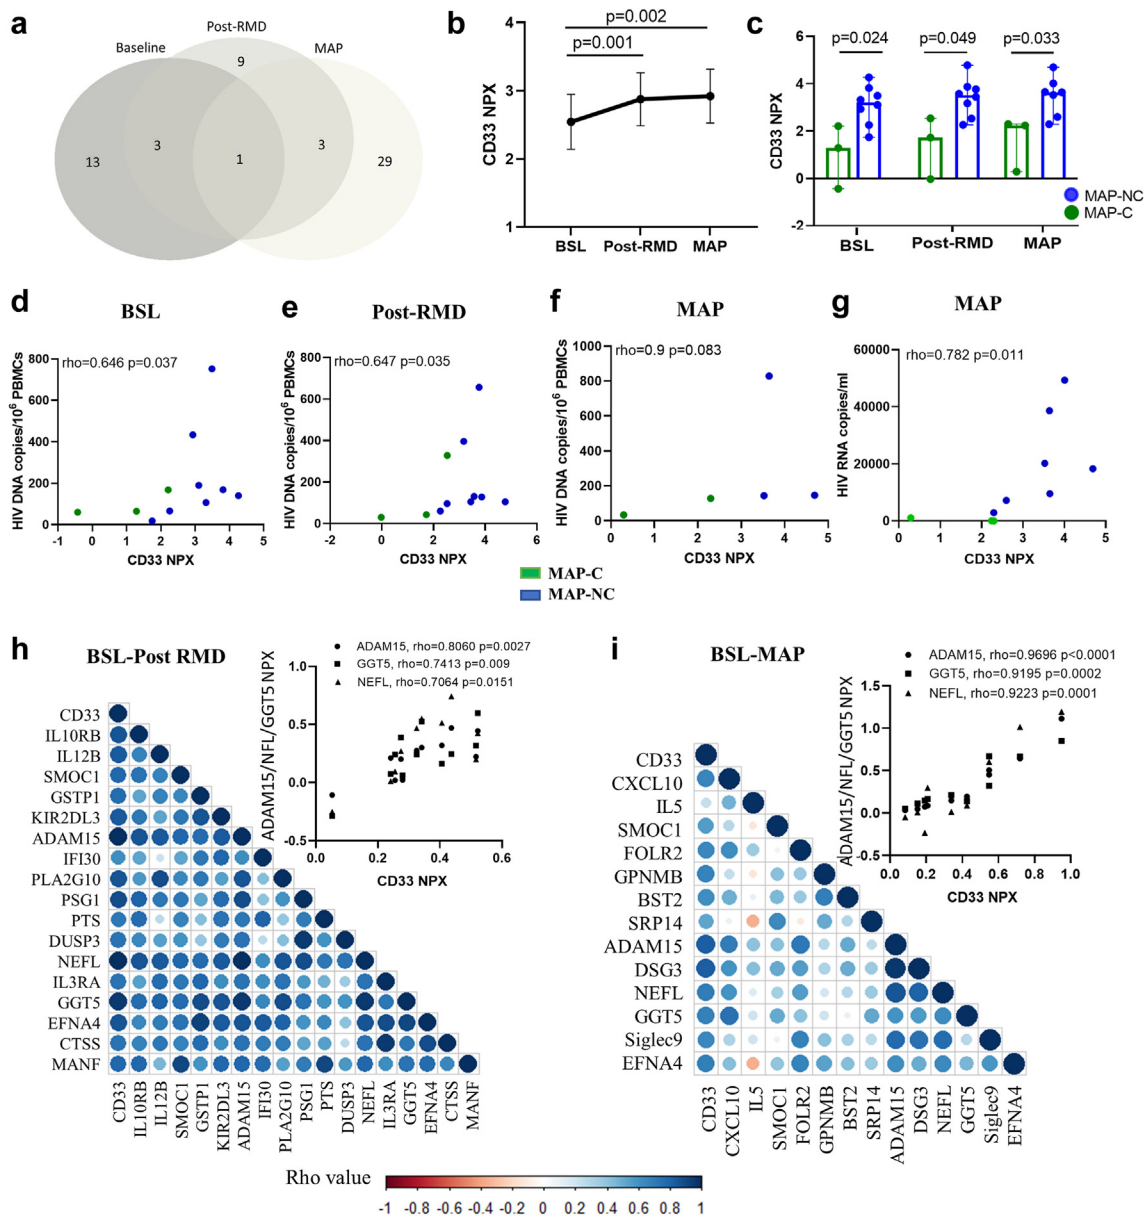 a
Post-RMD
Baseline
MAP
9
3
3
13
1
29
b
p=0.002
p=0.001
CD33 NPX
4
3
2
1
BSL
Post-RMD
MAP
c
p=0.024
p=0.049
p=0.033
CD33 NPX
6
4
2
0
-2
BSL
Post-RMD
MAP
MAP-NC
MAP-C
d
BSL
rho=0.646 p=0.037
HIV DNA copies/10⁶ PBMCs
800
600
400
200
0
-1 0 1 2 3 4 5
CD33 NPX
e
Post-RMD
rho=0.647 p=0.035
HIV DNA copies/10⁶ PBMCs
800
600
400
200
0
-2 0 2 4 6
CD33 NPX
f
MAP
rho=0.9 p=0.083
HIV DNA copies/10⁶ PBMCs
1000
800
600
400
200
0
0 1 2 3 4 5
CD33 NPX
g
MAP
rho=0.782 p=0.011
HIV RNA copies/ml
60000
40000
20000
0
0 1 2 3 4 5
CD33 NPX
MAP-C
MAP-NC
h
BSL-Post RMD
ADAM15, rho=0.8060 p=0.0027
GGT5, rho=0.7413 p=0.009
NEFL, rho=0.7064 p=0.0151
ADAM15/NFL/GGT5 NPX
1.0
0.5
0.0
-0.5
0.0 0.2 0.4 0.6
CD33 NPX
CD33
IL10RB
IL12B
SMOC1
GSTP1
KIR2DL3
ADAM15
IFI30
PLA2G10
PSG1
PTS
DUSP3
NEFL
IL3RA
GGT5
EFNA4
CTSS
MANF
CD33
IL10RB
IL12B
SMOC1
GSTP1
KIR2DL3
ADAM15
IFI30
PLA2G10
PSG1
PTS
DUSP3
NEFL
IL3RA
GGT5
EFNA4
CTSS
MANF
i
BSL-MAP
ADAM15, rho=0.9696 p<0.0001
GGT5, rho=0.9195 p=0.0002
NEFL, rho=0.9223 p=0.0001
ADAM15/NFL/GGT5 NPX
1.5
1.0
0.5
0.0
-0.5
0.0 0.2 0.4 0.6 0.8 1.0
CD33 NPX
CD33
CXCL10
IL5
SMOC1
FOLR2
GPNMB
BST2
SRP14
ADAM15
DSG3
NEFL
GGT5
Siglec9
EFNA4
CD33
CXCL10
IL5
SMOC1
FOLR2
GPNMB
BST2
SRP14
ADAM15
DSG3
NEFL
GGT5
Siglec9
EFNA4
Rho value
-1 -0.8 -0.6 -0.4 -0.2 0 0.2 0.4 0.6 0.8 1